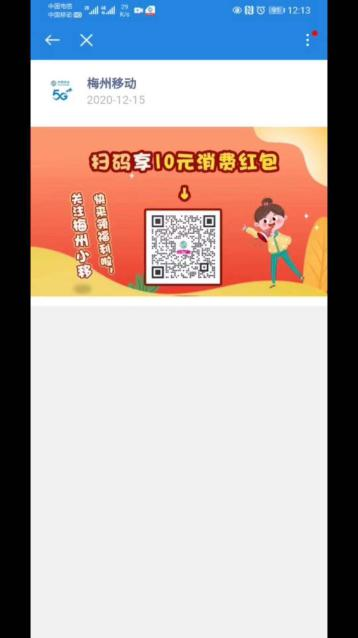 中国电信
中国移动
29
K/s
12:13
5G
梅州移动
2020-12-15
扫码享10元消费红包
快来领福利啦，
关注梅州小移